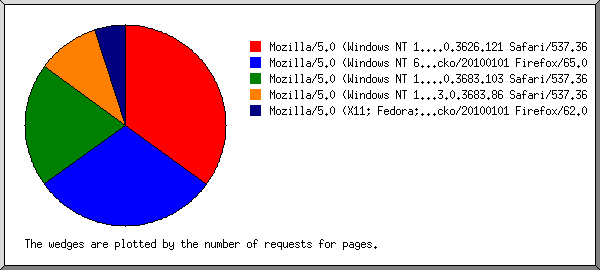 Mozilla/5.0 (Windows NT 1....0.3626.121 Safari/537.36
Mozilla/5.0 (Windows NT 6...cko/20100101 Firefox/65.0
Mozilla/5.0 (Windows NT 1....0.3683.103 Safari/537.36
Mozilla/5.0 (Windows NT 1...3.0.3683.86 Safari/537.36
Mozilla/5.0 (X11; Fedora;...cko/20100101 Firefox/62.0
The wedges are plotted by the number of requests for pages.